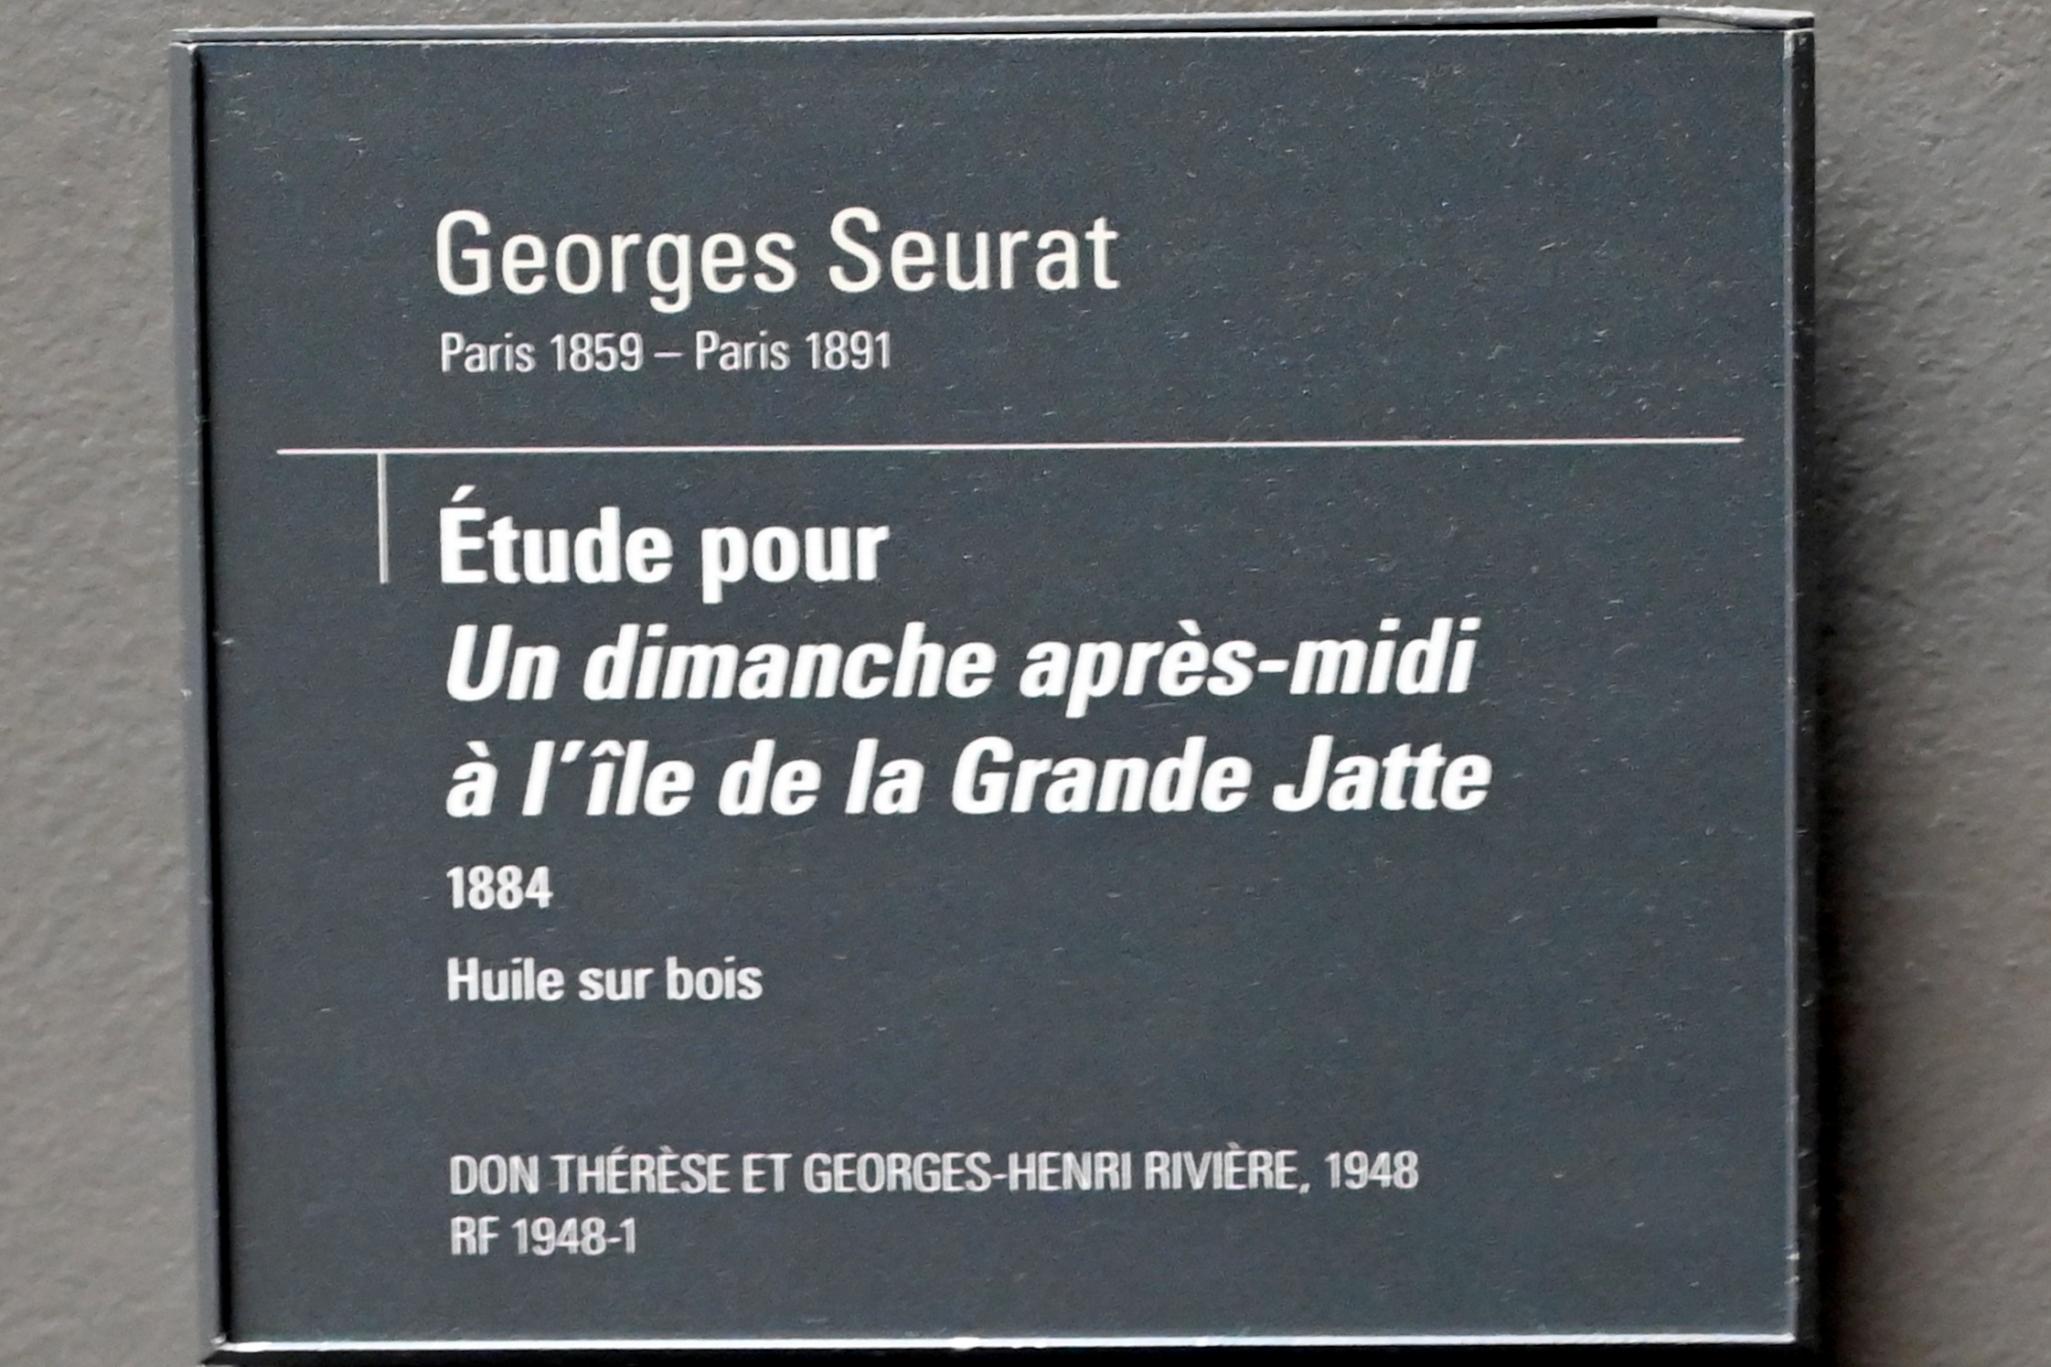 Georges Seurat
Paris 1859 – Paris 1891
Étude pour
Un dimanche après-midi
à l´île de la Grande Jatte
1884
Huile sur bois
DON THÉRÈSE ET GEORGES-HENRI RIVIÈRE, 1948
RF 1948-1